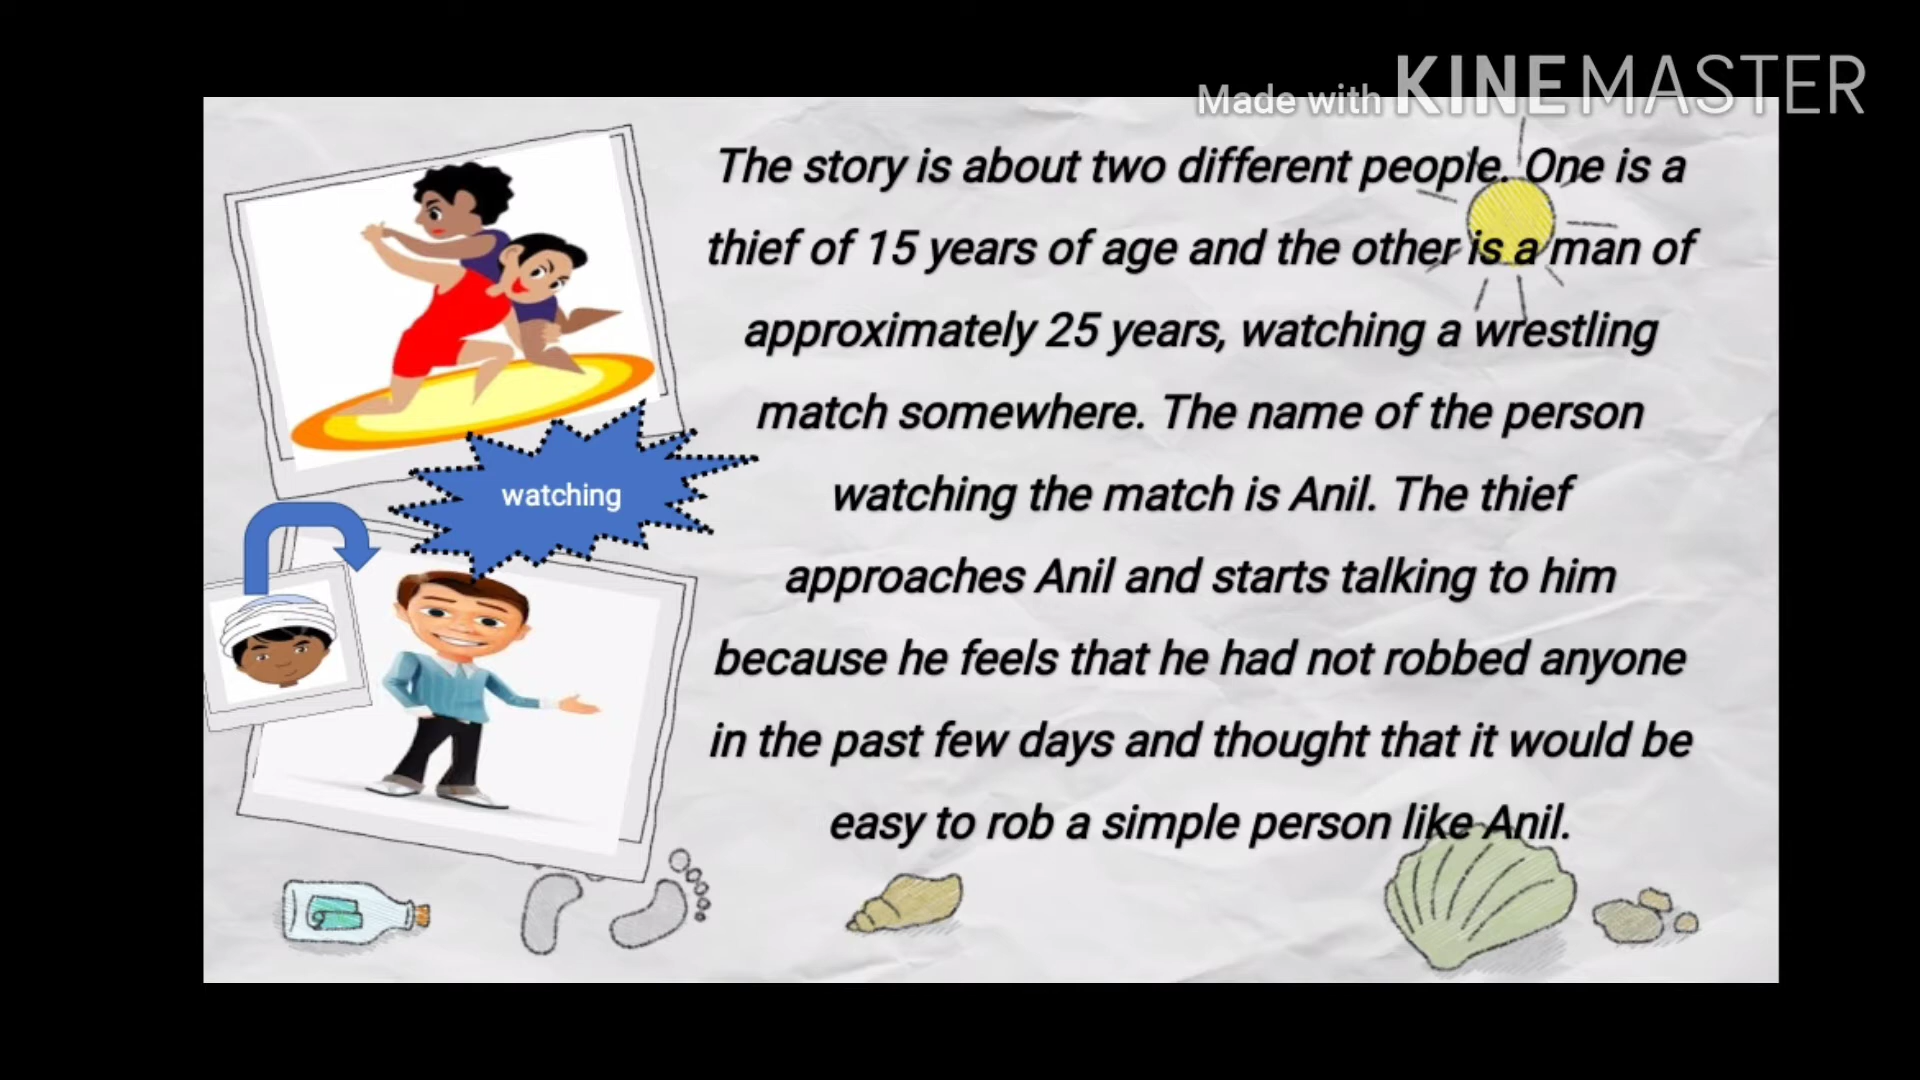 Made with KINEMASTER
The story is about two different people. One is a
thief of 15 years of age and the other is a man of
approximately 25 years, watching a wrestling
match somewhere. The name of the person
watching the match is Anil. The thief
approaches Anil and starts talking to him
because he feels that he had not robbed anyone
in the past few days and thought that it would be
easy to rob a simple person like Anil.
watching